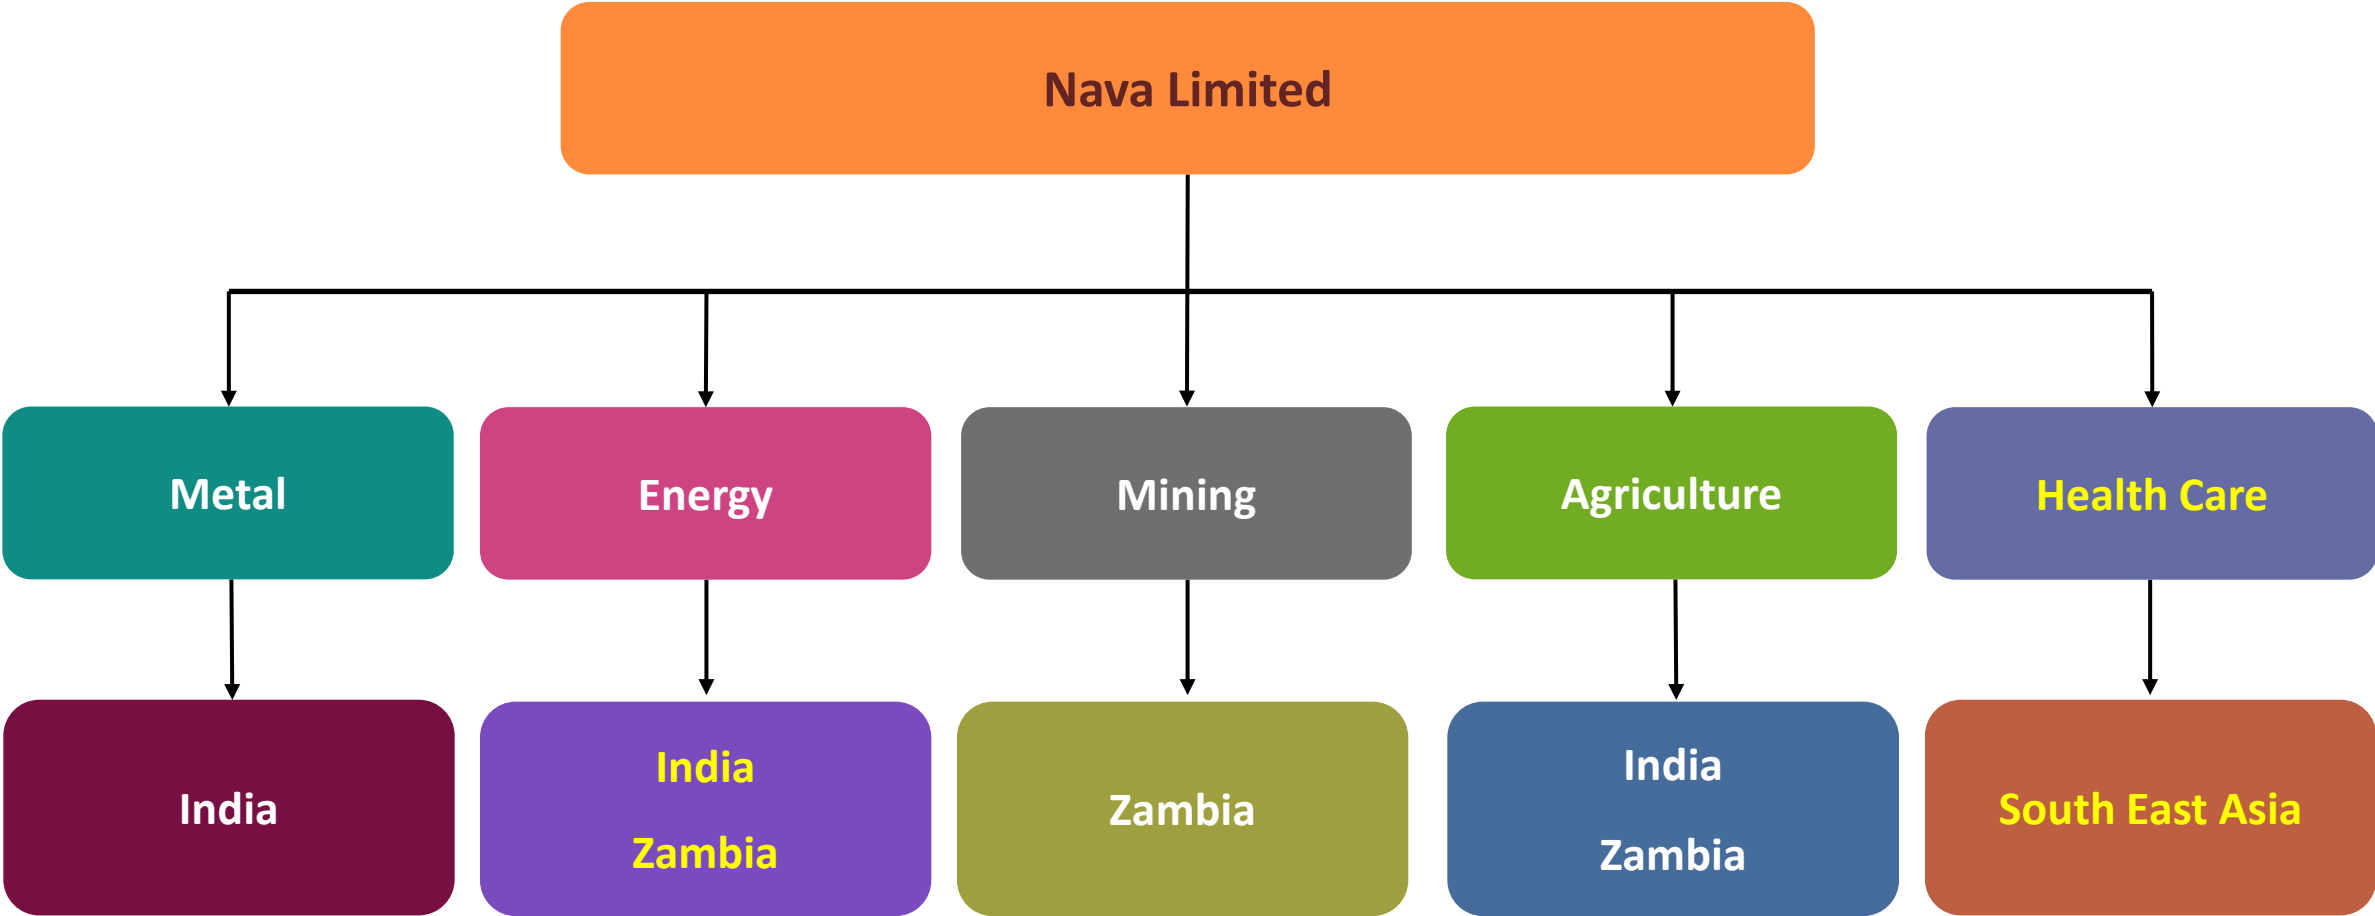 Nava Limited
Metal
Energy
Mining
Agriculture
Health Care
India
India
Zambia
Zambia
India
Zambia
South East Asia